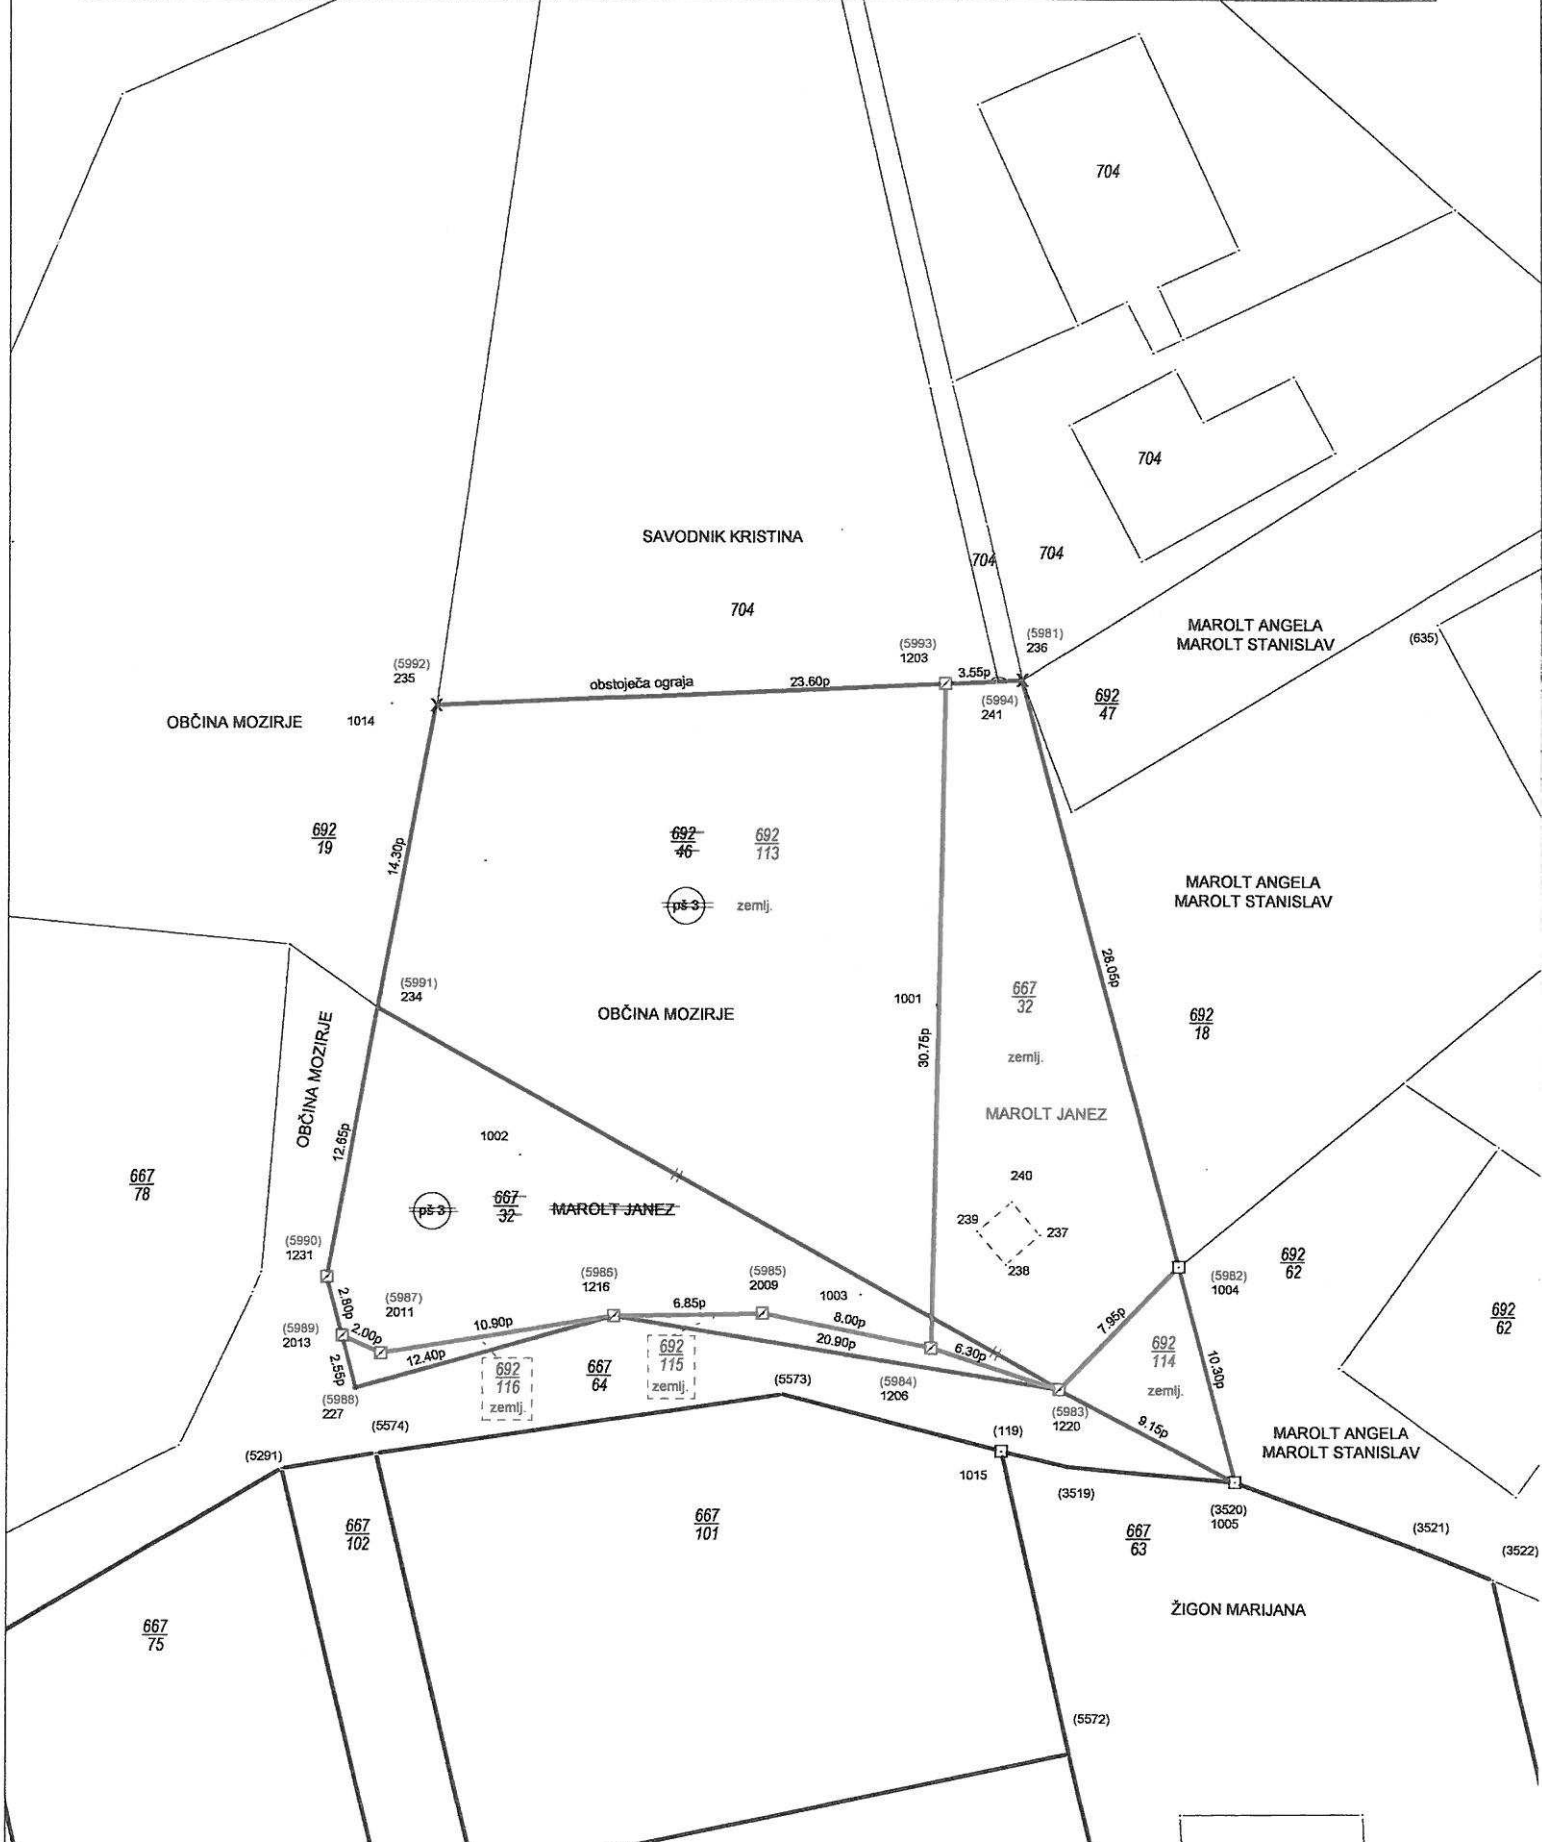 704
704
SAVODNIK KRISTINA
704
704
704
MAROLT ANGELA
MAROLT STANISLAV
(635)
(5993)
1203
(5981)
236
(5992)
235
obstoječa ograja
23.60p
3.55p
(5994)
241
692
47
OBČINA MOZIRJE
1014
692
19
14.30p
692
46
692
113
pš 3
zemlj.
MAROLT ANGELA
MAROLT STANISLAV
28.05p
(5991)
234
1001
667
32
OBČINA MOZIRJE
692
18
30.75p
zemlj.
OBČINA MOZIRJE
MAROLT JANEZ
12.65p
1002
667
78
240
pš 3
667
32
MAROLT JANEZ
239
237
238
(5990)
1231
692
62
(5986)
1216
(5985)
2009
(5982)
1004
2.80p
(5987)
2011
1003
6.85p
8.00p
10.90p
7.95p
692
62
(5989)
2013
2.00p
20.90p
6.30p
692
114
zemlj.
10.30p
2.55p
12.40p
692
116
zemlj.
667
64
692
115
zemlj.
(5573)
(5984)
1206
(5988)
227
(5574)
(5983)
1220
9.15p
(119)
MAROLT ANGELA
MAROLT STANISLAV
(5291)
1015
(3519)
(3520)
1005
667
102
667
101
667
63
(3521)
(3522)
ŽIGON MARIJANA
667
75
(5572)